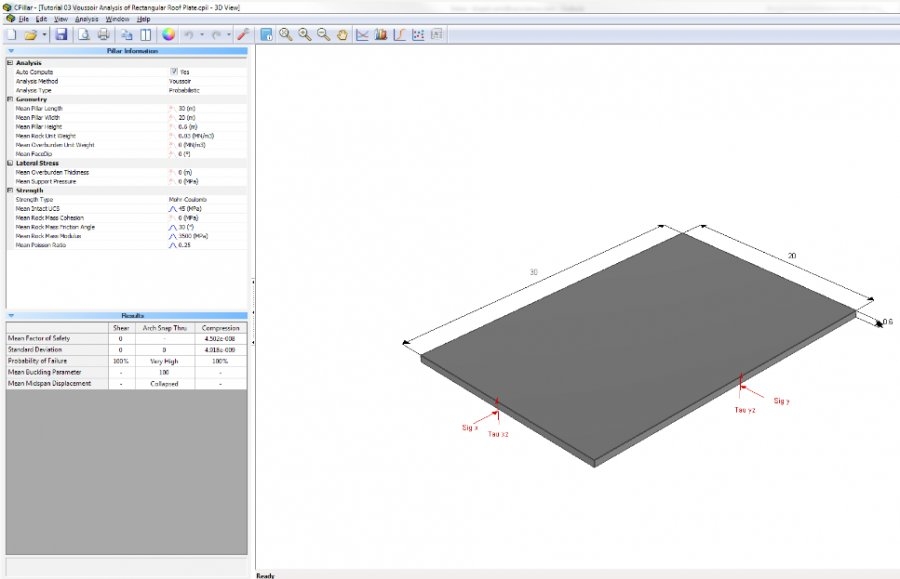 CPillar - [Tutorial 03 Voussoir Analysis of Rectangular Roof Plate.cpil - 3D View]
File Edit View Analysis Window Help
Pillar Information
Analysis
Auto Compute Yes
Analysis Method Voussoir
Analysis Type Probabilistic
Geometry
Mean Pillar Length 30 (m)
Mean Pillar Width 20 (m)
Mean Pillar Height 0.6 (m)
Mean Rock Unit Weight 0.03 (MN/m3)
Mean Overburden Unit Weight 0 (MN/m3)
Mean FaceDip 0 (°)
Lateral Stress
Mean Overburden Thickness 0 (m)
Mean Support Pressure 0 (MPa)
Strength
Strength Type Mohr-Coulomb
Mean Intact UCS 45 (MPa)
Mean Rock Mass Cohesion 0 (MPa)
Mean Rock Mass Friction Angle 30 (°)
Mean Rock Mass Modulus 3500 (MPa)
Mean Poisson Ratio 0.25
Results
Shear Arch Snap Thru Compression
Mean Factor of Safety 0 - 4.502e-008
Standard Deviation 0 0 4.918e-009
Probability of Failure 100% Very High 100%
Mean Buckling Parameter - 100 -
Mean Midspan Displacement - Collapsed -
30
20
0.6
Sig x
Tau xz
Tau yz
Sig y
Ready